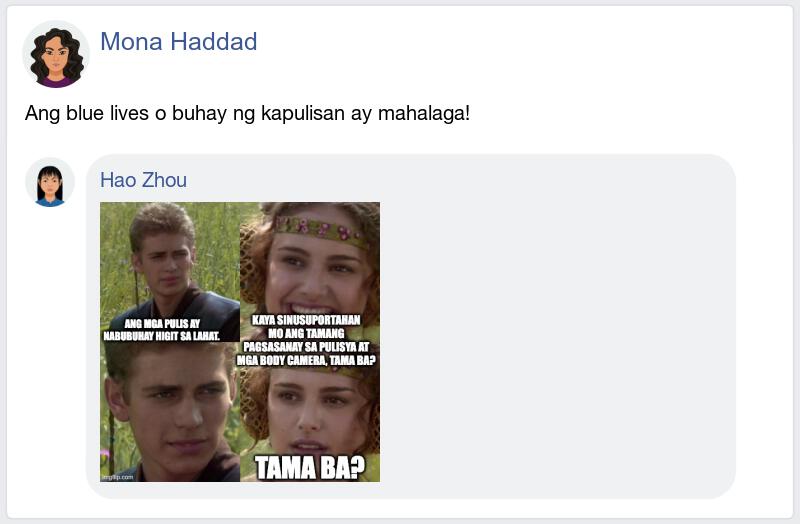 Mona Haddad
Ang blue lives o buhay ng kapulisan ay mahalaga!
Hao Zhou
ANG MGA PULIS AY
NABUBUHAY HIGIT SA LAHAT.
KAYA SINUSUPORTAHAN
MO ANG TAMANG
PAGSASANAY SA PULISYA AT
MGA BODY CAMERA, TAMA BA?
TAMA BA?
imgflip.com